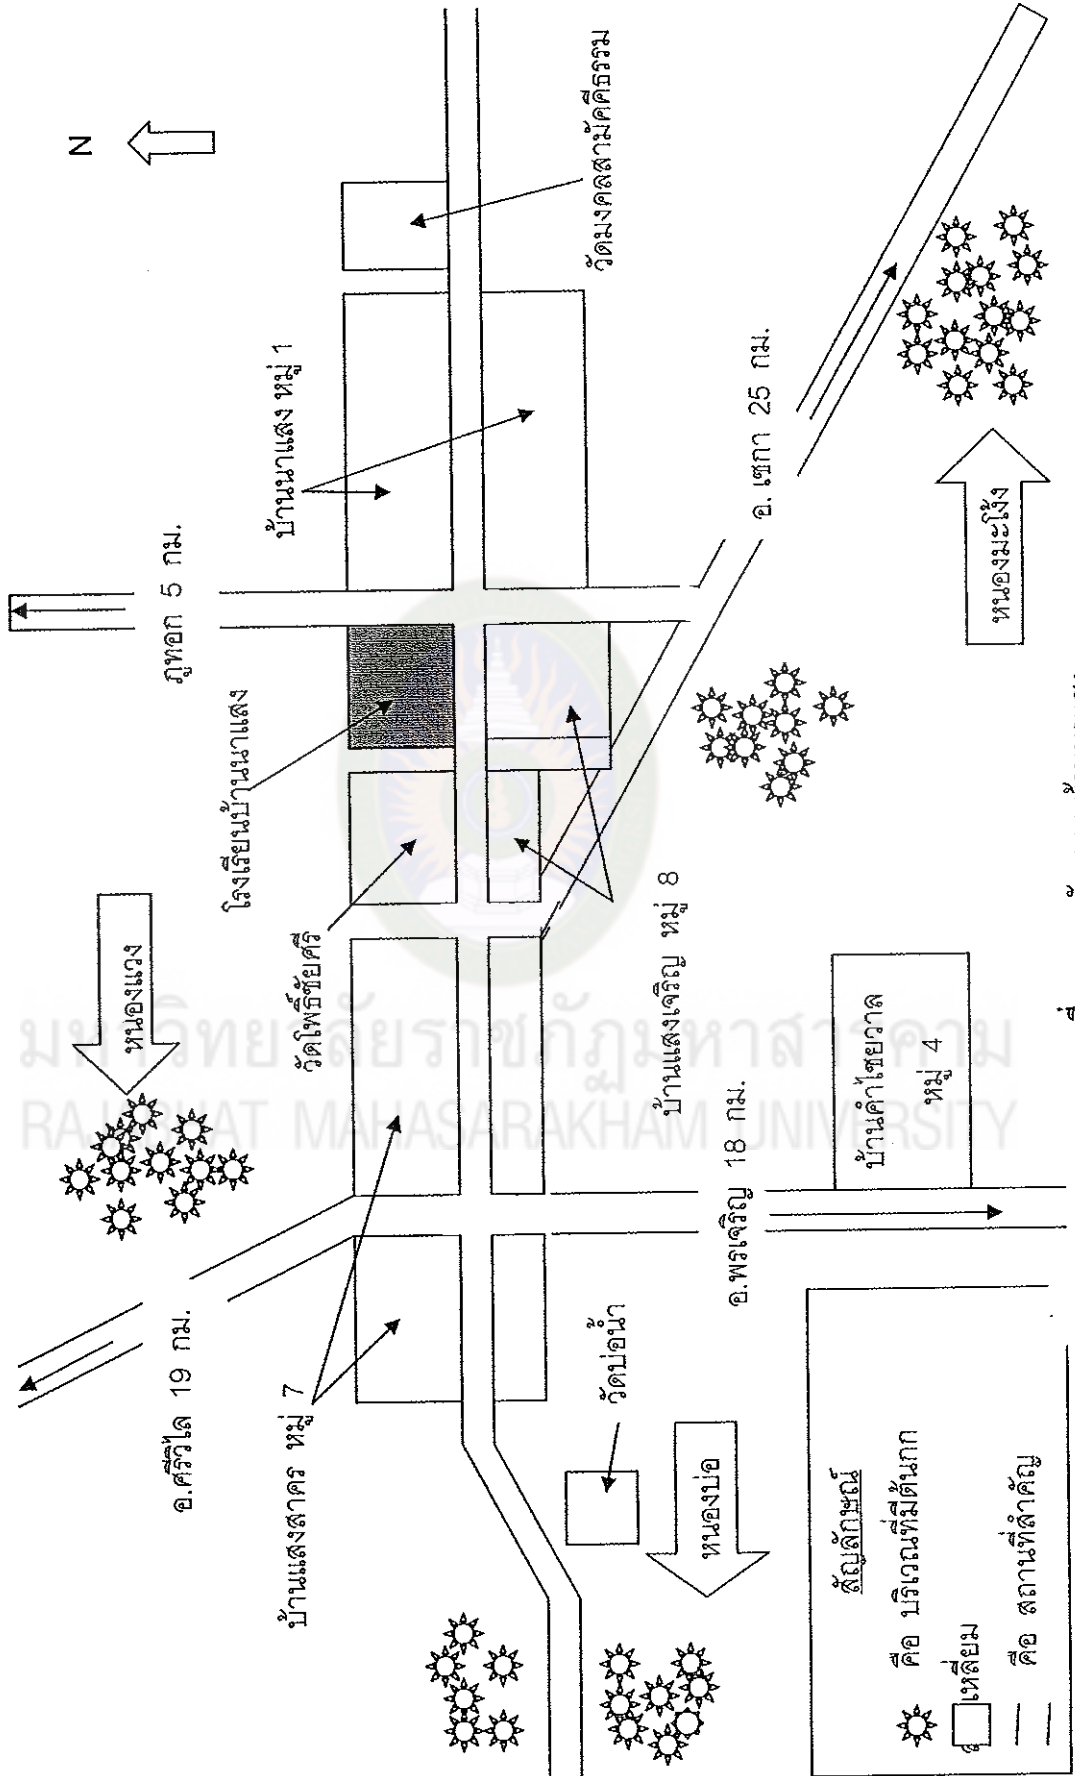 N
ภูทอก 5 กม.
อ.ศรีวิไล 19 กม.
หนองแวง
โรงเรียนบ้านนาแสง
บ้านนาแสง หมู่ 1
วัดโพธิ์ชัยศรี
บ้านแสงสาคร หมู่ 7
วัดมงคลสามัคคีธรรม
วัดบ่อน้ำ
บ้านแสงเจริญ หมู่ 8
อ.พรเจริญ 18 กม.
อ. เซกา 25 กม.
หนองบ่อ
บ้านคำไชยวาล
หมู่ 4
หนองมะโง้ง
สัญลักษณ์
คือ บริเวณที่มีต้นกก
เหลี่ยม
คือ สถานที่สำคัญ
มหาวิทยาลัยราชภัฏมหาสารคาม
RAJABHAT MAHASARAKHAM UNIVERSITY